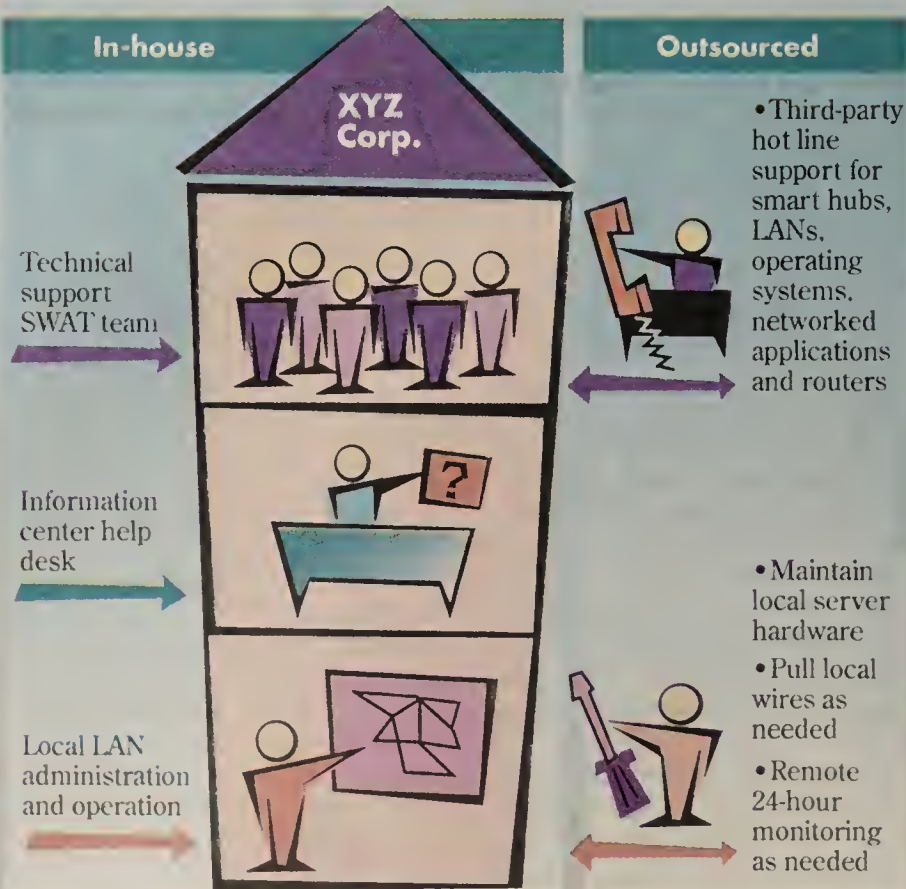 In-house
Outsourced
XYZ
Corp.
Technical
support
SWAT team
• Third-party
hot line
support for
smart hubs,
LANs,
operating
systems,
networked
applications
and routers
Information
center help
desk
?
Local LAN
administration
and operation
• Maintain
local server
hardware
• Pull local
wires as
needed
• Remote
24-hour
monitoring
as needed